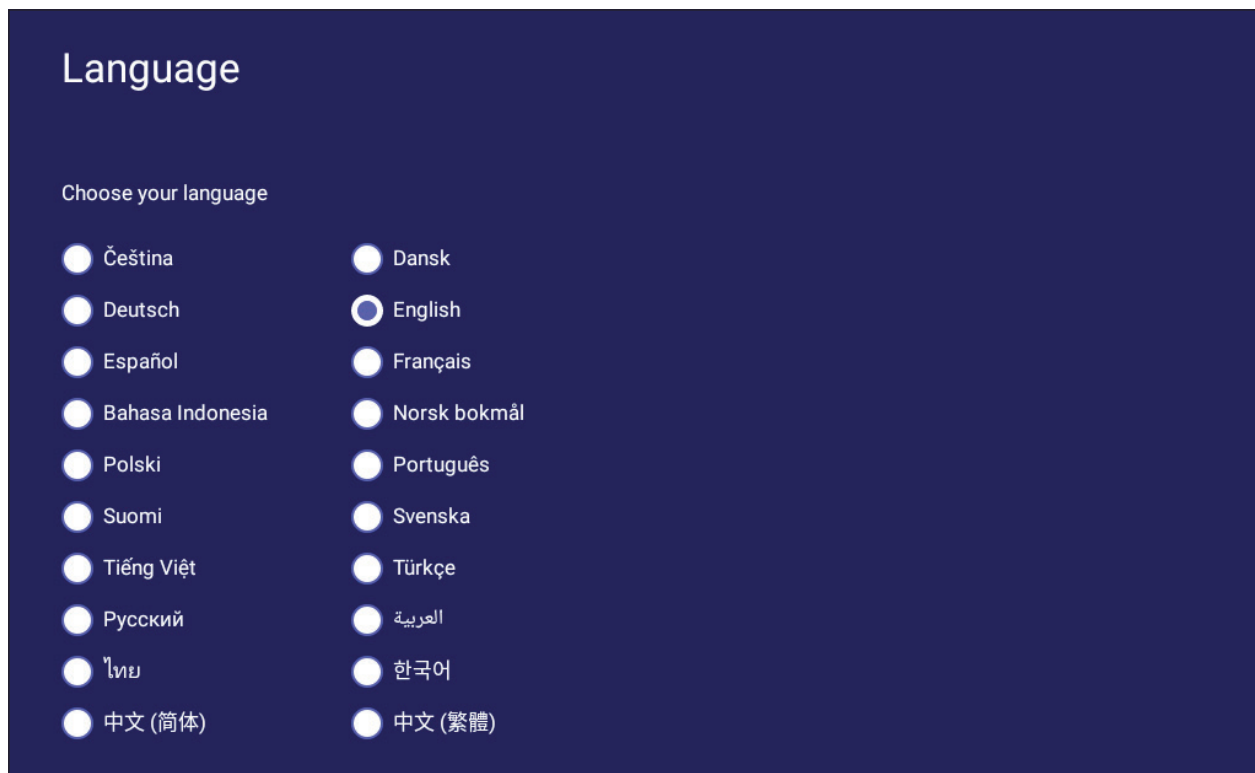 Language
Choose your language
Čeština Dansk
Deutsch English
Español Français
Bahasa Indonesia Norsk bokmål
Polski Português
Suomi Svenska
Tiếng Việt Türkçe
Русский العربية
ไทย 한국어
中文 (简体) 中文 (繁體)